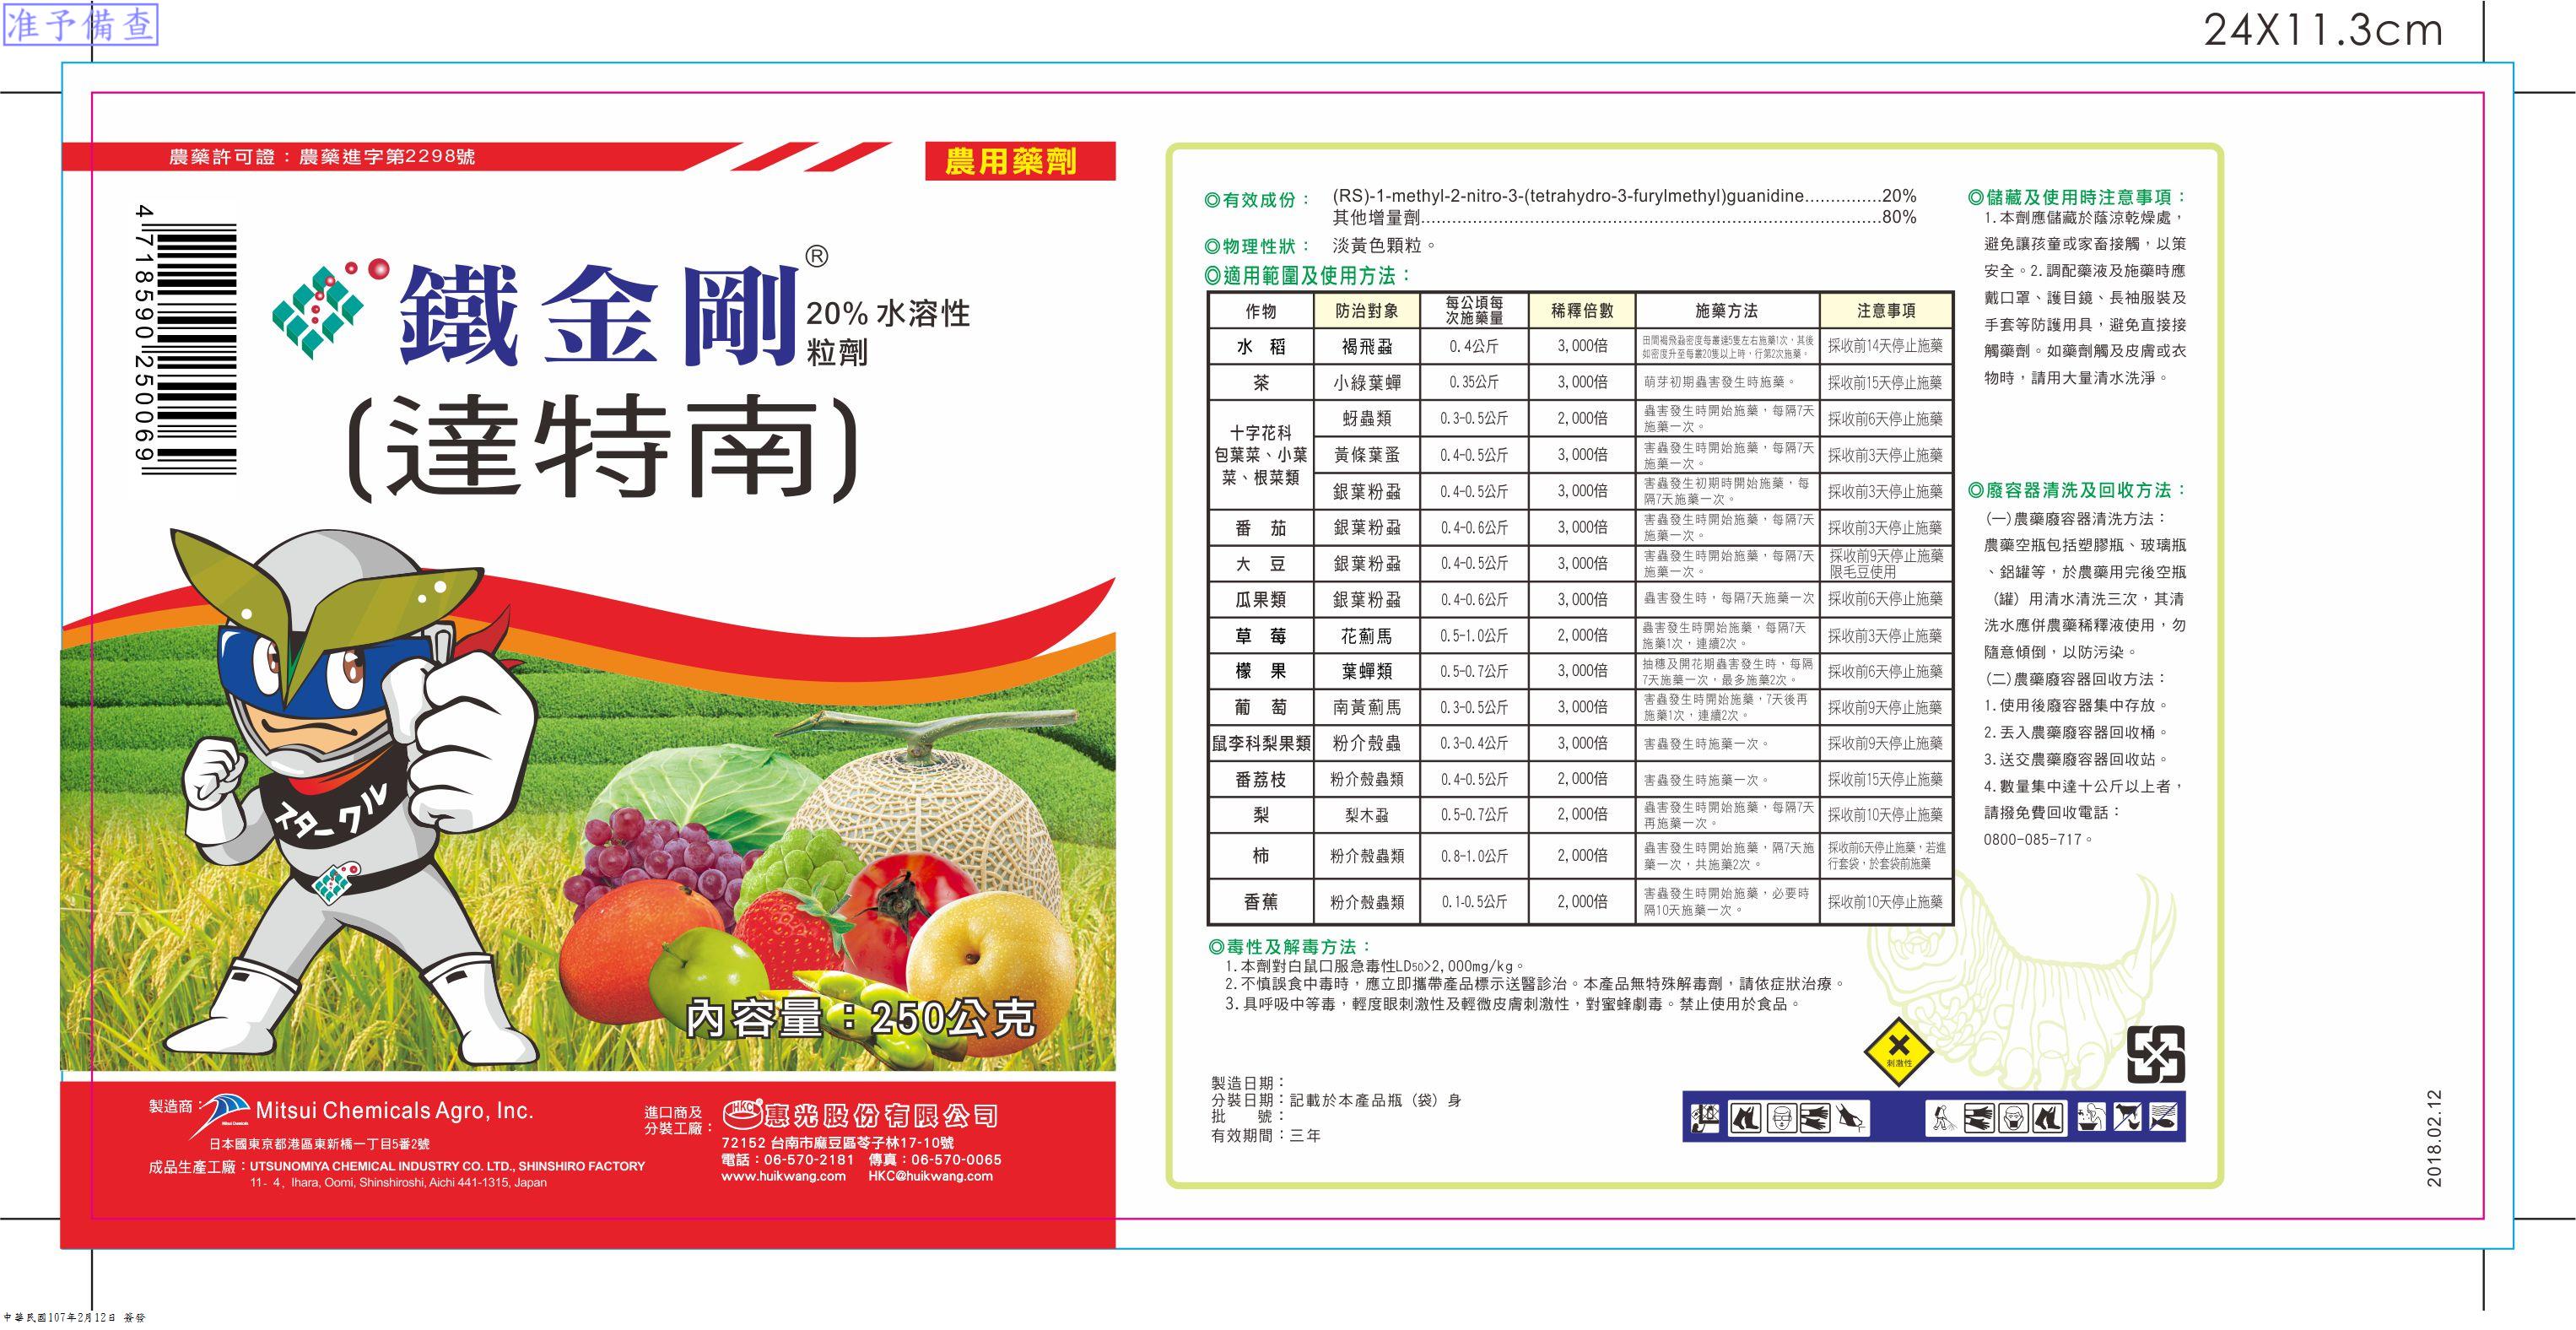 准予備查
24X11.3cm
農藥許可證：農藥進字第2298號
農用藥劑
4 718590 250069
鐵金剛®
20% 水溶性
粒劑
(達特南)
スタークル
內容量：250公克
製造商：
Mitsui Chemicals Agro, Inc.
日本國東京都港區東新橋一丁目5番2號
成品生產工廠：UTSUNOMIYA CHEMICAL INDUSTRY CO. LTD., SHINSHIRO FACTORY
11- 4, Ihara, Oomi, Shinshiroshi, Aichi 441-1315, Japan
進口商及
分裝工廠：
HKC
惠光股份有限公司
72152 台南市麻豆區苓子林17-10號
電話：06-570-2181 傳真：06-570-0065
www.huikwang.com HKC@huikwang.com
◎有效成份： (RS)-1-methyl-2-nitro-3-(tetrahydro-3-furylmethyl)guanidine...............20%
其他增量劑..........................................................................................80%
◎物理性狀： 淡黃色顆粒。
◎適用範圍及使用方法：
作物 防治對象 每公頃每次施藥量 稀釋倍數 施藥方法 注意事項
水 稻 褐飛蝨 0.4公斤 3,000倍 田間褐飛蝨密度每叢達5隻左右施藥1次，其後如密度升至每叢20隻以上時，行第2次施藥。 採收前14天停止施藥
茶 小綠葉蟬 0.35公斤 3,000倍 萌芽初期蟲害發生時施藥。 採收前15天停止施藥
十字花科
包葉菜、小葉
菜、根菜類
蚜蟲類 0.3-0.5公斤 2,000倍 蟲害發生時開始施藥，每隔7天施藥一次。 採收前6天停止施藥
黃條葉蚤 0.4-0.5公斤 3,000倍 害蟲發生時開始施藥，每隔7天施藥一次。 採收前3天停止施藥
銀葉粉蝨 0.4-0.5公斤 3,000倍 害蟲發生初期時開始施藥，每隔7天施藥一次。 採收前3天停止施藥
番 茄 銀葉粉蝨 0.4-0.6公斤 3,000倍 害蟲發生時開始施藥，每隔7天施藥一次。 採收前3天停止施藥
大 豆 銀葉粉蝨 0.4-0.5公斤 3,000倍 害蟲發生時開始施藥，每隔7天施藥一次。 採收前9天停止施藥 限毛豆使用
瓜果類 銀葉粉蝨 0.4-0.6公斤 3,000倍 蟲害發生時，每隔7天施藥一次 採收前6天停止施藥
草 莓 花薊馬 0.5-1.0公斤 2,000倍 蟲害發生時開始施藥，每隔7天施藥1次，連續2次。 採收前3天停止施藥
檬 果 葉蟬類 0.5-0.7公斤 3,000倍 抽穗及開花期蟲害發生時，每隔7天施藥一次，最多施藥2次。 採收前6天停止施藥
葡 萄 南黃薊馬 0.3-0.5公斤 3,000倍 害蟲發生時開始施藥，7天後再施藥1次，連續2次。 採收前9天停止施藥
鼠李科梨果類 粉介殼蟲 0.3-0.4公斤 3,000倍 害蟲發生時施藥一次。 採收前9天停止施藥
番荔枝 粉介殼蟲類 0.4-0.5公斤 2,000倍 害蟲發生時施藥一次。 採收前15天停止施藥
梨 梨木蝨 0.5-0.7公斤 2,000倍 蟲害發生時開始施藥，每隔7天再施藥一次。 採收前10天停止施藥
柿 粉介殼蟲類 0.8-1.0公斤 2,000倍 蟲害發生時開始施藥，隔7天施藥一次，共施藥2次。 採收前6天停止施藥，若進行套袋，於套袋前施藥
香蕉 粉介殼蟲類 0.1-0.5公斤 2,000倍 害蟲發生時開始施藥，必要時隔10天施藥一次。 採收前10天停止施藥
◎毒性及解毒方法：
1.本劑對白鼠口服急毒性LD50>2,000mg/kg。
2.不慎誤食中毒時，應立即攜帶產品標示送醫診治。本產品無特殊解毒劑，請依症狀治療。
3.具呼吸中等毒，輕度眼刺激性及輕微皮膚刺激性，對蜜蜂劇毒。禁止使用於食品。
製造日期：
分裝日期：記載於本產品瓶（袋）身
批 號：
有效期間：三年
◎儲藏及使用時注意事項：
1.本劑應儲藏於蔭涼乾燥處，
避免讓孩童或家畜接觸，以策
安全。2.調配藥液及施藥時應
戴口罩、護目鏡、長袖服裝及
手套等防護用具，避免直接接
觸藥劑。如藥劑觸及皮膚或衣
物時，請用大量清水洗淨。
◎廢容器清洗及回收方法：
(一)農藥廢容器清洗方法：
農藥空瓶包括塑膠瓶、玻璃瓶
、鋁罐等，於農藥用完後空瓶
（罐）用清水清洗三次，其清
洗水應併農藥稀釋液使用，勿
隨意傾倒，以防污染。
(二)農藥廢容器回收方法：
1.使用後廢容器集中存放。
2.丟入農藥廢容器回收桶。
3.送交農藥廢容器回收站。
4.數量集中達十公斤以上者，
請撥免費回收電話：
0800-085-717。
刺激性
2018.02.12
中華民國107年2月12日 簽發